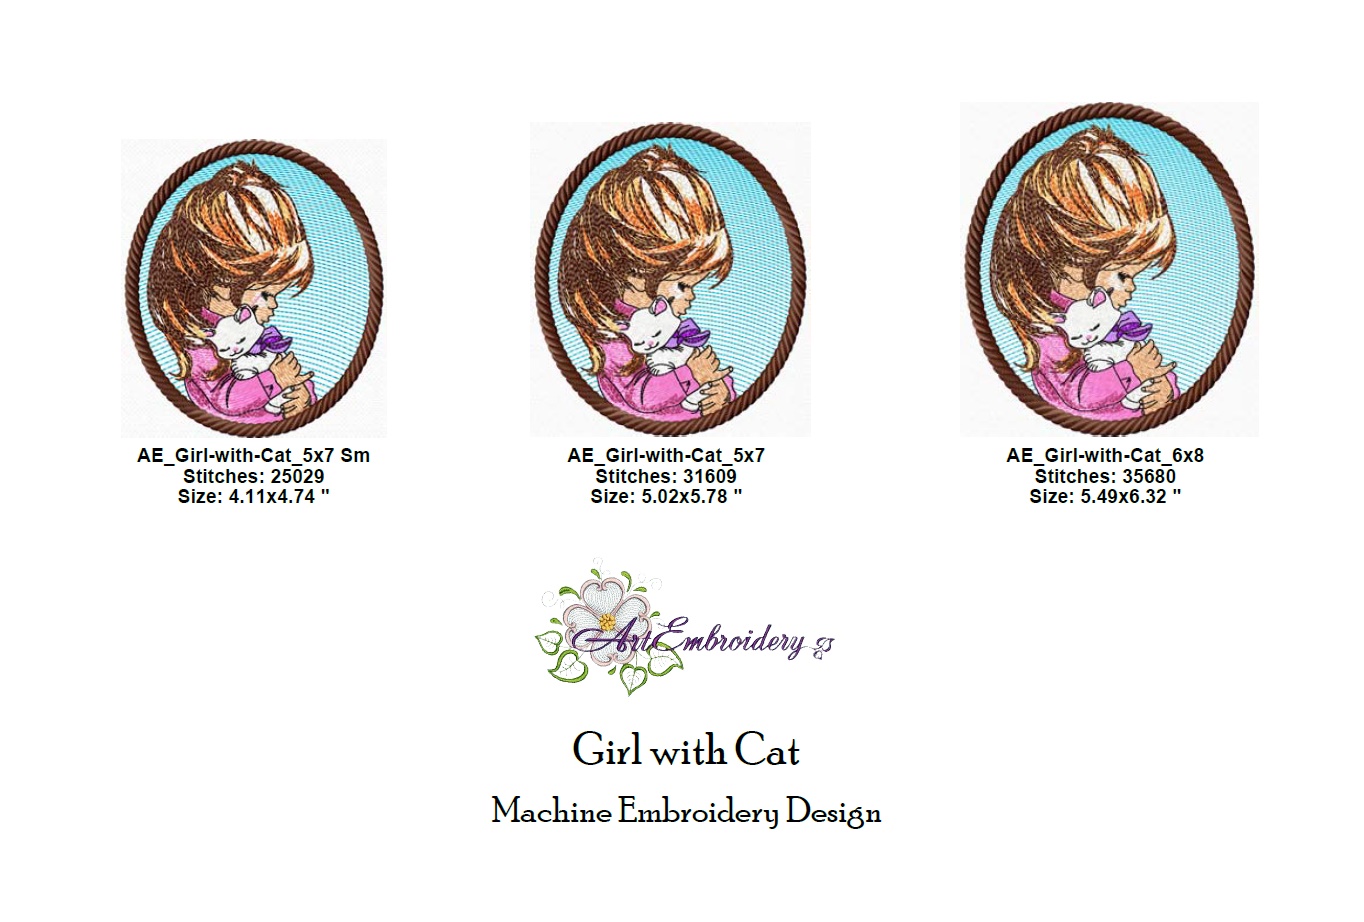 AE_Girl-with-Cat_5x7 Sm
Stitches: 25029
Size: 4.11x4.74 "
AE_Girl-with-Cat_5x7
Stitches: 31609
Size: 5.02x5.78 "
AE_Girl-with-Cat_6x8
Stitches: 35680
Size: 5.49x6.32 "
ArtEmbroidery
Girl with Cat
Machine Embroidery Design